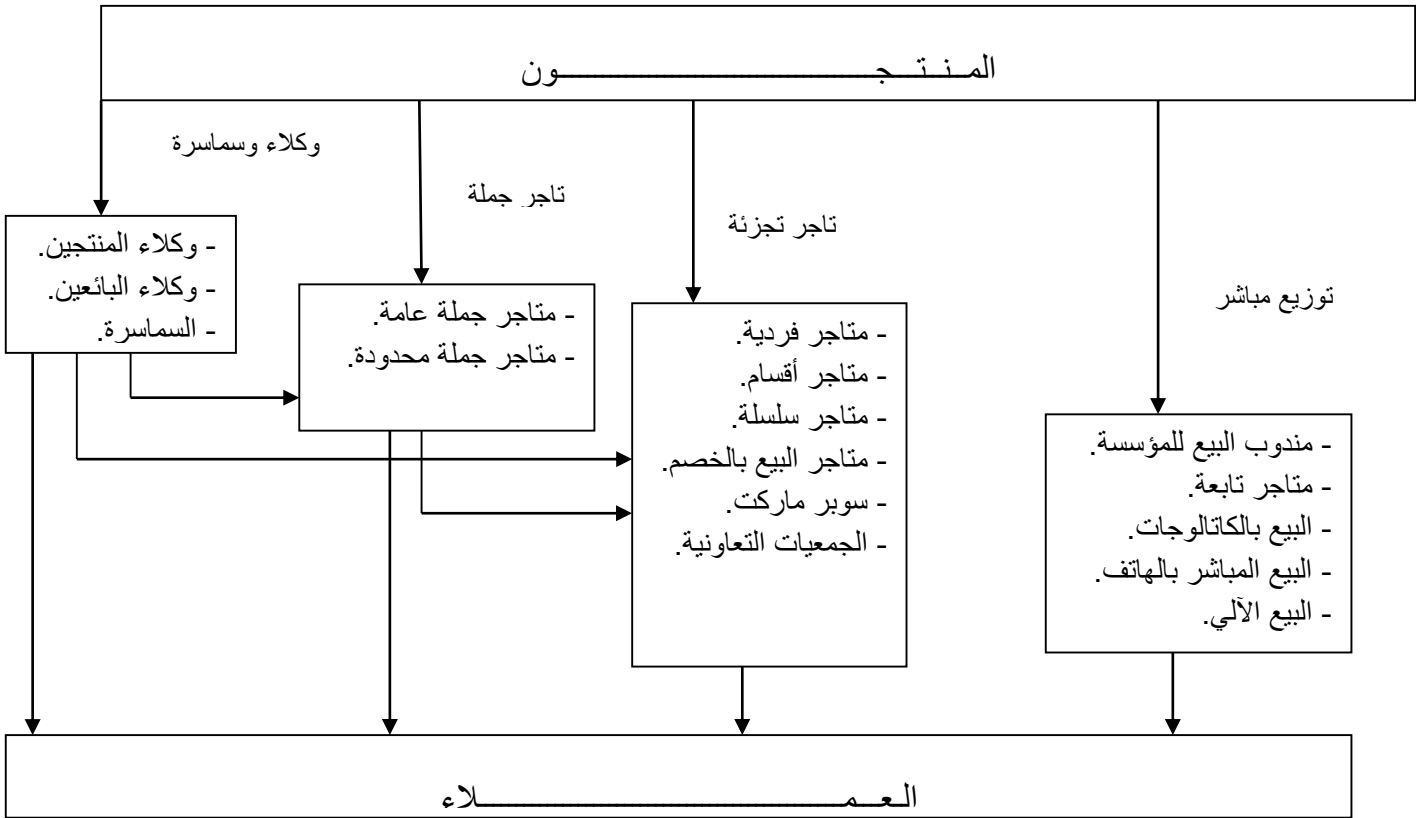 المنتجون
وكلاء وسماسرة
تاجر جملة
تاجر تجزئة
توزيع مباشر
- وكلاء المنتجين.
- وكلاء البائعين.
- السماسرة.
- متاجر جملة عامة.
- متاجر جملة محدودة.
- متاجر فردية.
- متاجر أقسام.
- متاجر سلسلة.
- متاجر البيع بالخصم.
- سوبر ماركت.
- الجمعيات التعاونية.
- مندوب البيع للمؤسسة.
- متاجر تابعة.
- البيع بالكاتالوجات.
- البيع المباشر بالهاتف.
- البيع الآلي.
العملاء